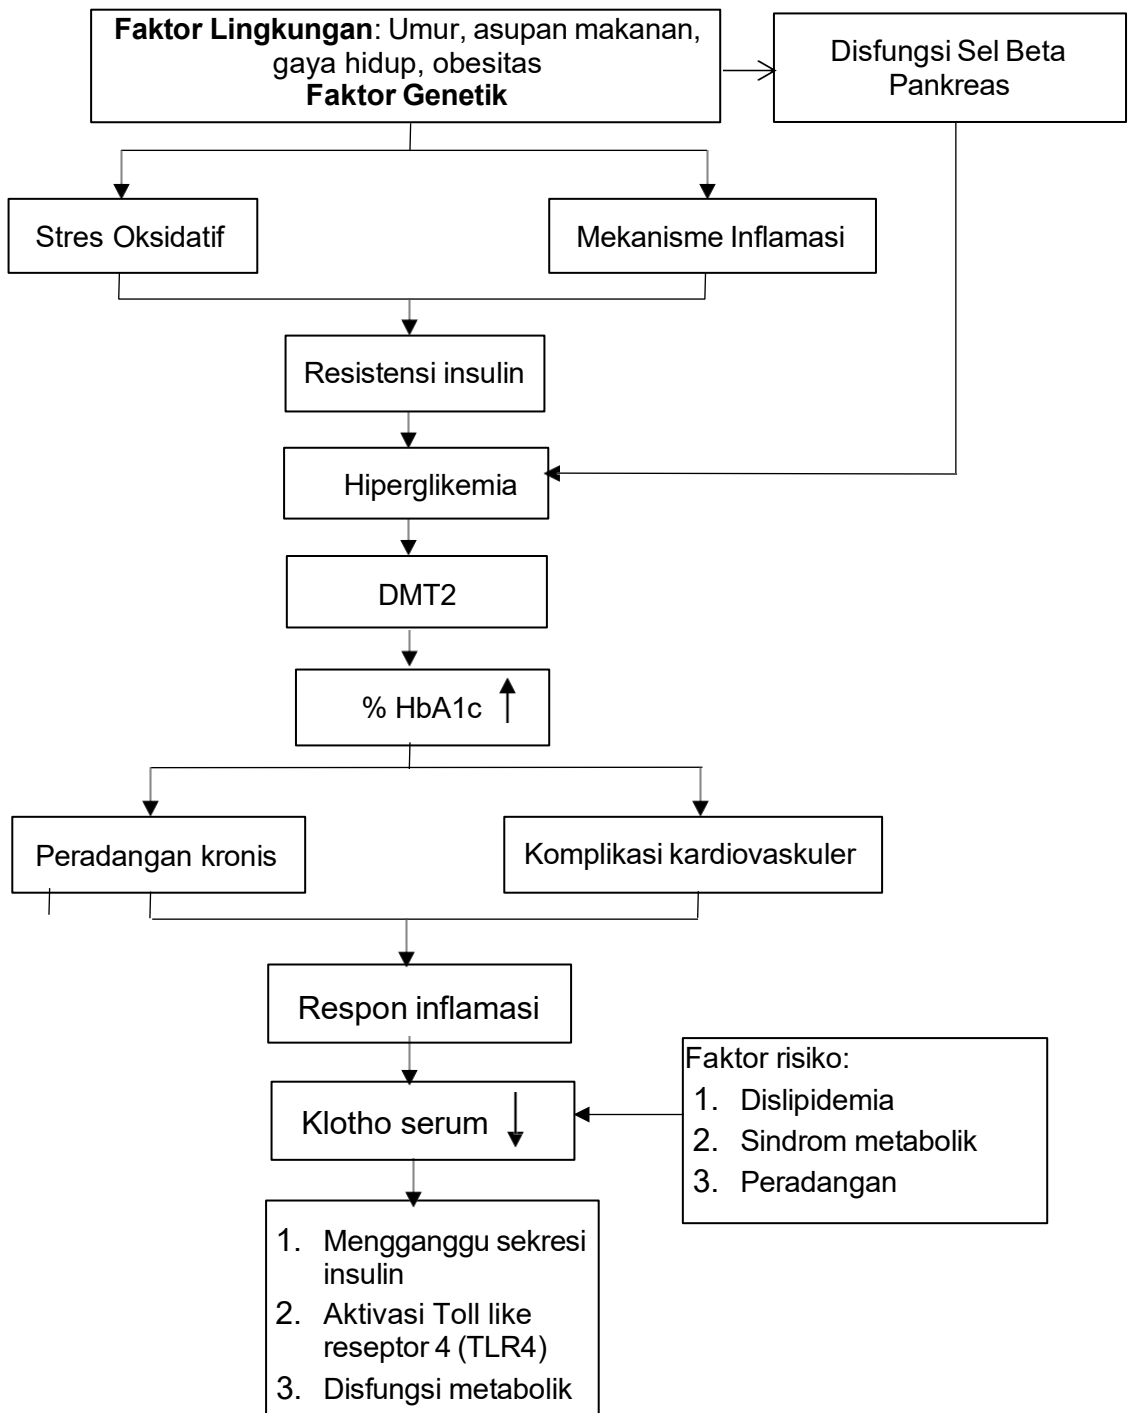 Faktor Lingkungan: Umur, asupan makanan,
gaya hidup, obesitas
Faktor Genetik
Disfungsi Sel Beta
Pankreas
Stres Oksidatif
Mekanisme Inflamasi
Resistensi insulin
Hiperglikemia
DMT2
% HbA1c
Peradangan kronis
Komplikasi kardiovaskuler
Respon inflamasi
Klotho serum
Faktor risiko:
1. Dislipidemia
2. Sindrom metabolik
3. Peradangan
1. Mengganggu sekresi
insulin
2. Aktivasi Toll like
reseptor 4 (TLR4)
3. Disfungsi metabolik